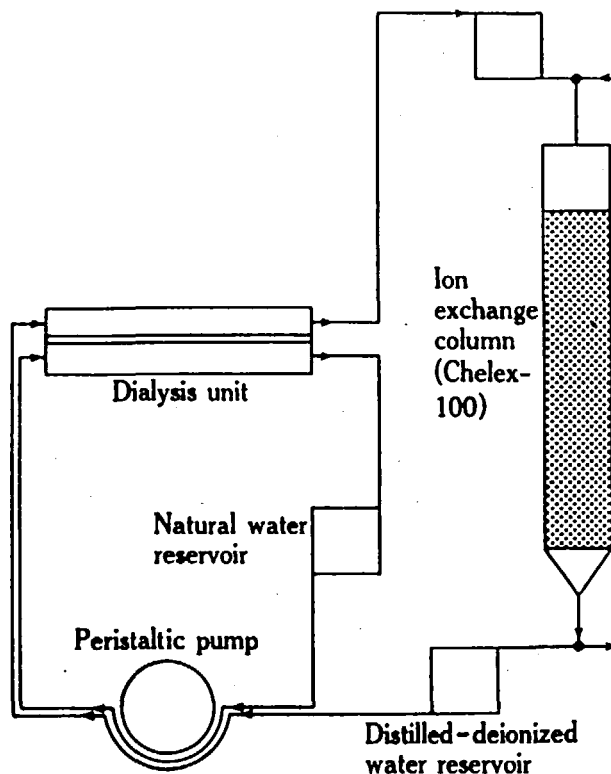 Ion
exchange
column
(Chelex-
100)
Dialysis unit
Natural water
reservoir
Peristaltic pump
Distilled-deionized
water reservoir